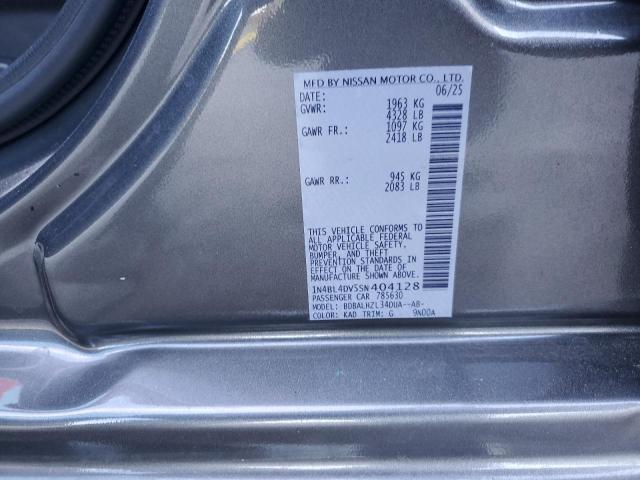 MFD BY NISSAN MOTOR CO., LTD.
DATE: 06/25
GVWR: 1963 KG
4328 LB
GAWR FR.: 1097 KG
2418 LB
GAWR RR.: 945 KG
2083 LB
THIS VEHICLE CONFORMS TO
ALL APPLICABLE FEDERAL
MOTOR VEHICLE SAFETY,
BUMPER, AND THEFT
PREVENTION STANDARDS IN
EFFECT ON THE DATE OF
MANUFACTURE SHOWN ABOVE.
1N4BL4DV5SN404128
PASSENGER CAR 785630
MODEL: BDBALHZL34DUA--AB-
COLOR: KAD TRIM: G 9N00A